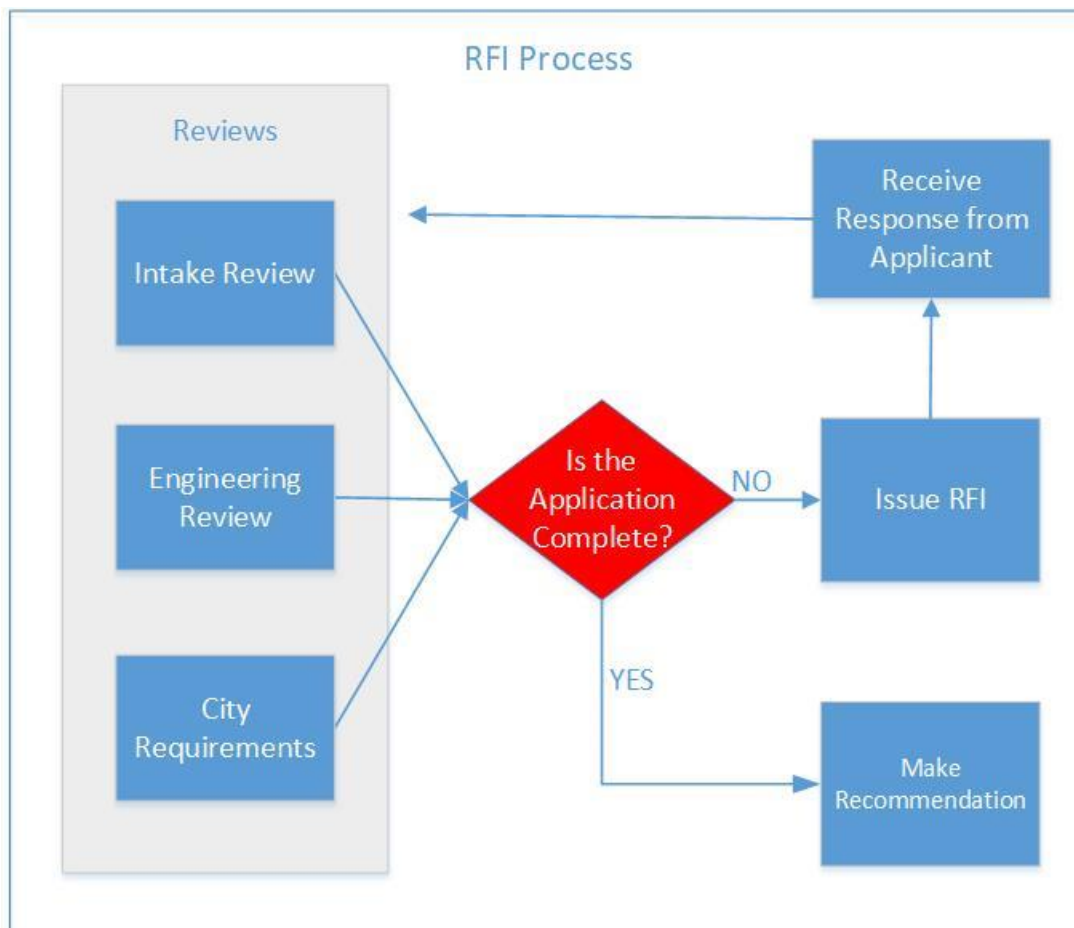 RFI Process
Reviews
Intake Review
Engineering
Review
City
Requirements
Is the
Application
Complete?
NO
YES
Receive
Response from
Applicant
Issue RFI
Make
Recommendation